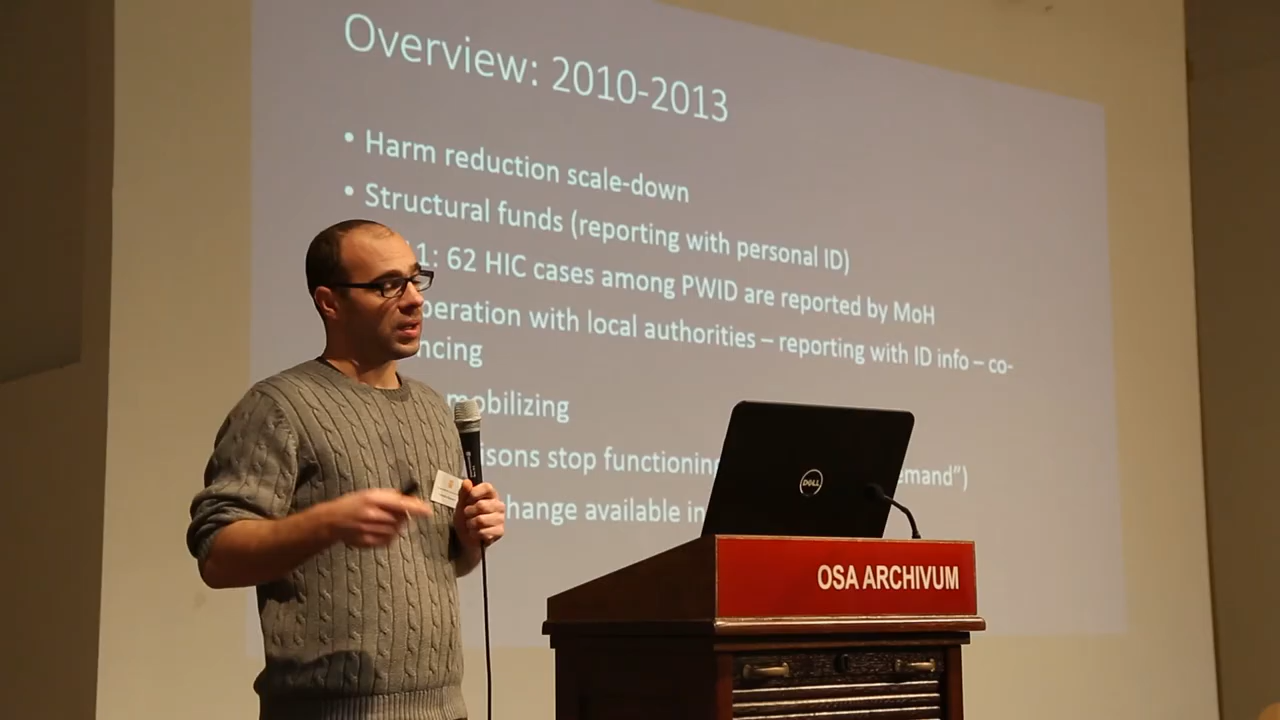 Overview: 2010-2013
• Harm reduction scale-down
• Structural funds (reporting with personal ID)
1: 62 HIC cases among PWID are reported by MoH
peration with local authorities – reporting with ID info – co-
ncing
mobilizing
isons stop functioning emand”)
hange available in
DELL
OSA ARCHIVUM